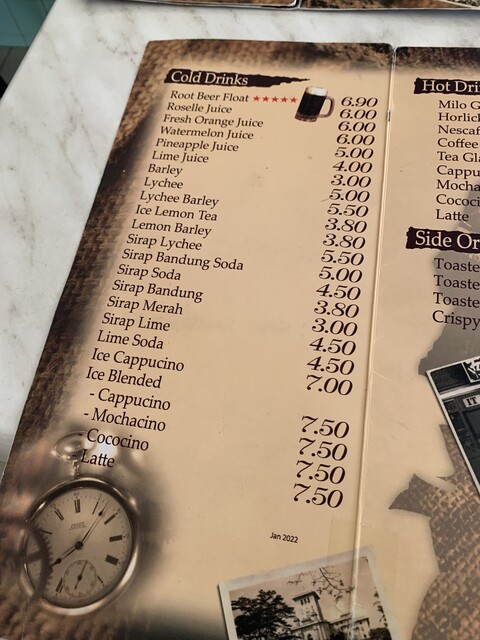 Cold Drinks
Root Beer Float ★★★★★ 6.90
Roselle Juice 6.00
Fresh Orange Juice 6.00
Watermelon Juice 6.00
Pineapple Juice 5.00
Lime Juice 4.00
Barley 3.00
Lychee 5.00
Lychee Barley 5.50
Ice Lemon Tea 3.80
Lemon Barley 3.80
Sirap Lychee 5.50
Sirap Bandung Soda 5.00
Sirap Soda 4.50
Sirap Bandung 3.80
Sirap Merah 3.00
Sirap Lime 4.50
Lime Soda 4.50
Ice Cappucino 7.00
Ice Blended
- Cappucino 7.50
- Mochacino 7.50
- Cococino 7.50
- Latte 7.50
Jan 2022
Hot Dri
Milo G
Horlic
Nescaf
Coffee
Tea Gla
Cappu
Mocha
Cococi
Latte
Side Or
Toaste
Toaste
Toaste
Crispy